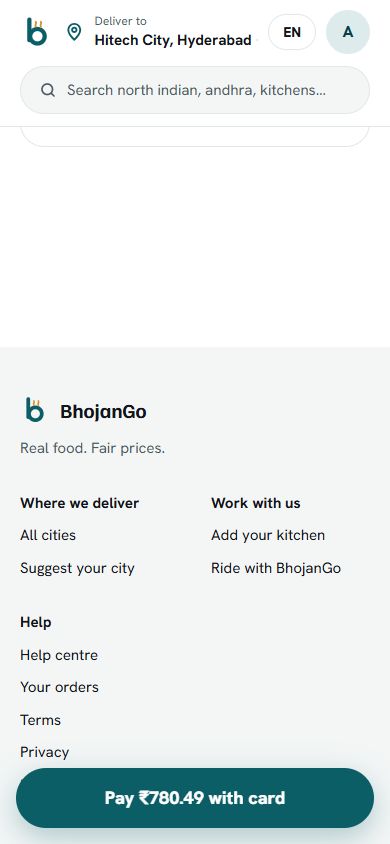 Deliver to
Hitech City, Hyderabad
EN
A
Search north indian, andhra, kitchens...
BhojanGo
Real food. Fair prices.
Where we deliver
Work with us
All cities
Add your kitchen
Suggest your city
Ride with BhojanGo
Help
Help centre
Your orders
Terms
Privacy
Pay ₹780.49 with card